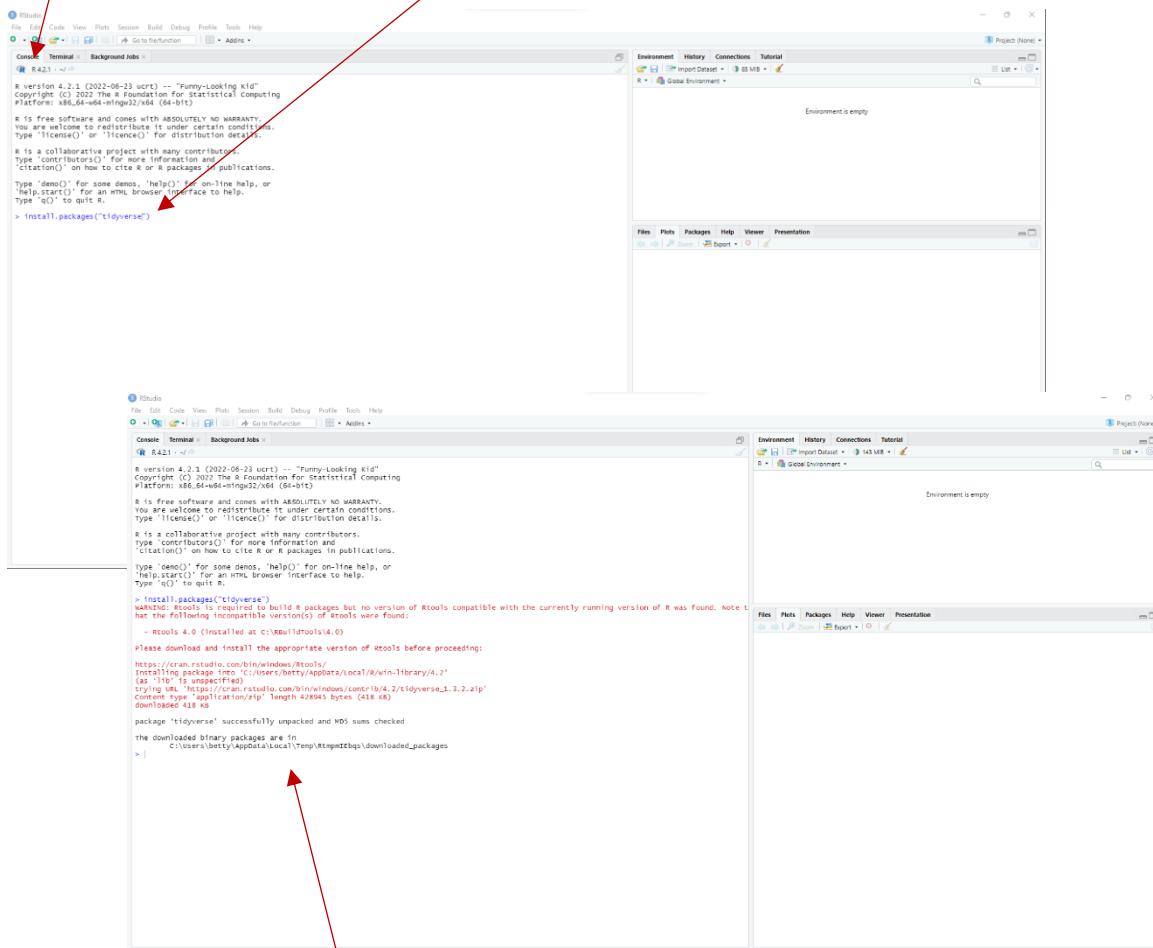 RStudio
File Edit Code View Plots Session Build Debug Profile Tools Help
Go to file/function Addins Project: (None)
Console Terminal Background Jobs
R 4.2.1 · ~/
R version 4.2.1 (2022-06-23 ucrt) -- "Funny-Looking Kid"
Copyright (C) 2022 The R Foundation for Statistical Computing
Platform: x86_64-w64-mingw32/x64 (64-bit)
R is free software and comes with ABSOLUTELY NO WARRANTY.
You are welcome to redistribute it under certain conditions.
Type 'license()' or 'licence()' for distribution details.
R is a collaborative project with many contributors.
Type 'contributors()' for more information and
'citation()' on how to cite R or R packages in publications.
Type 'demo()' for some demos, 'help()' for on-line help, or
'help.start()' for an HTML browser interface to help.
Type 'q()' to quit R.
> install.packages("tidyverse")
Environment History Connections Tutorial
Import Dataset 83 MiB List
R Global Environment
Environment is empty
Files Plots Packages Help Viewer Presentation
Zoom Export
RStudio
File Edit Code View Plots Session Build Debug Profile Tools Help
Go to file/function Addins Project: (None
Console Terminal Background Jobs
R 4.2.1 · ~/
R version 4.2.1 (2022-06-23 ucrt) -- "Funny-Looking Kid"
Copyright (C) 2022 The R Foundation for Statistical Computing
Platform: x86_64-w64-mingw32/x64 (64-bit)
R is free software and comes with ABSOLUTELY NO WARRANTY.
You are welcome to redistribute it under certain conditions.
Type 'license()' or 'licence()' for distribution details.
R is a collaborative project with many contributors.
Type 'contributors()' for more information and
'citation()' on how to cite R or R packages in publications.
Type 'demo()' for some demos, 'help()' for on-line help, or
'help.start()' for an HTML browser interface to help.
Type 'q()' to quit R.
> install.packages("tidyverse")
WARNING: Rtools is required to build R packages but no version of Rtools compatible with the currently running version of R was found. Note t
hat the following incompatible version(s) of Rtools were found:
- Rtools 4.0 (installed at C:\RBuildTools\4.0)
Please download and install the appropriate version of Rtools before proceeding:
https://cran.rstudio.com/bin/windows/Rtools/
Installing package into 'C:/Users/betty/AppData/Local/R/win-library/4.2'
(as 'lib' is unspecified)
trying URL 'https://cran.rstudio.com/bin/windows/contrib/4.2/tidyverse_1.3.2.zip'
Content type 'application/zip' length 428945 bytes (418 KB)
downloaded 418 KB
package 'tidyverse' successfully unpacked and MD5 sums checked
The downloaded binary packages are in
C:\Users\betty\AppData\Local\Temp\RtmpmIEbqs\downloaded_packages
>
Environment History Connections Tutorial
Import Dataset 143 MiB List
R Global Environment
Environment is empty
Files Plots Packages Help Viewer Presentation
Zoom Export